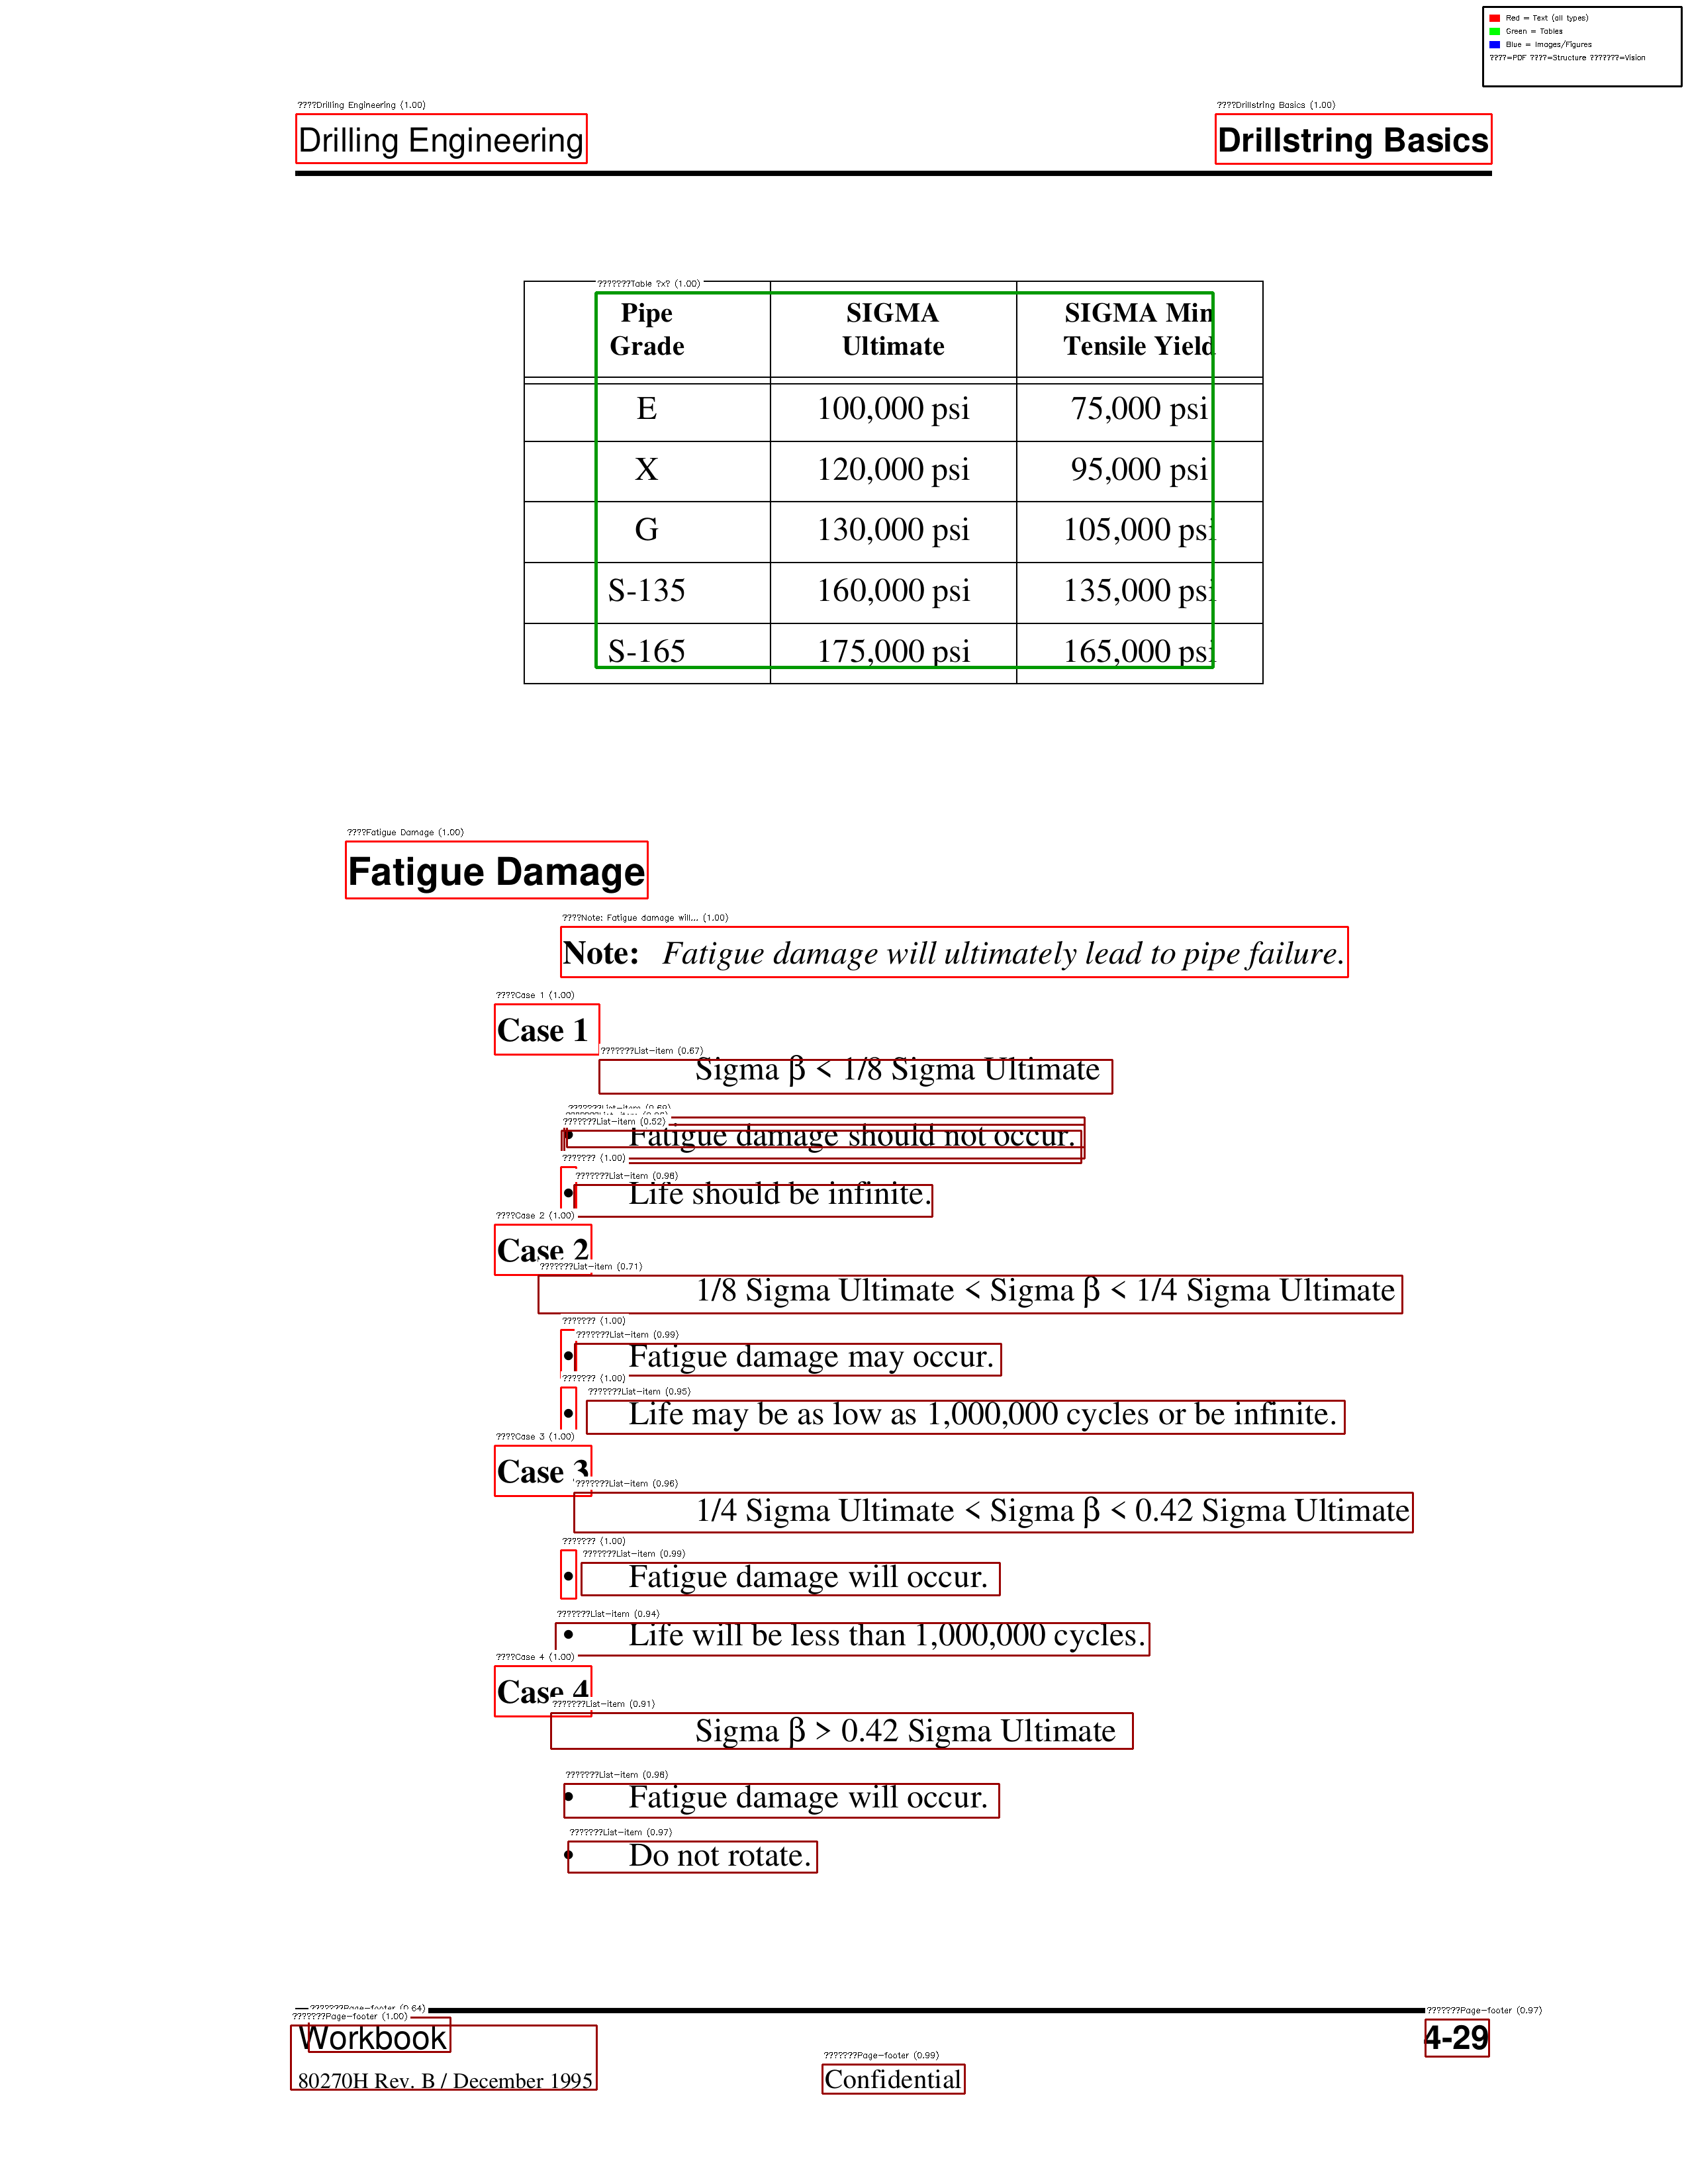 Red = Text (all types)
Green = Tables
Blue = Images/Figures
????=PDF ????=Structure ???????=Vision
????Drilling Engineering (1.00)
????Drillstring Basics (1.00)
Drilling Engineering
Drillstring Basics
???????Table ?x? (1.00)
Pipe Grade
SIGMA Ultimate
SIGMA Min Tensile Yield
E 100,000 psi 75,000 psi
X 120,000 psi 95,000 psi
G 130,000 psi 105,000 psi
S-135 160,000 psi 135,000 psi
S-165 175,000 psi 165,000 psi
????Fatigue Damage (1.00)
Fatigue Damage
????Note: Fatigue damage will... (1.00)
Note: Fatigue damage will ultimately lead to pipe failure.
????Case 1 (1.00)
Case 1
???????List-item (0.67)
Sigma β < 1/8 Sigma Ultimate
???????List-item (0.69)
???????List-item (0.52)
• Fatigue damage should not occur.
??????? (1.00)
???????List-item (0.98)
• Life should be infinite.
????Case 2 (1.00)
Case 2
???????List-item (0.71)
1/8 Sigma Ultimate < Sigma β < 1/4 Sigma Ultimate
??????? (1.00)
???????List-item (0.99)
• Fatigue damage may occur.
??????? (1.00)
???????List-item (0.95)
• Life may be as low as 1,000,000 cycles or be infinite.
????Case 3 (1.00)
Case 3
???????List-item (0.96)
1/4 Sigma Ultimate < Sigma β < 0.42 Sigma Ultimate
??????? (1.00)
???????List-item (0.99)
• Fatigue damage will occur.
???????List-item (0.94)
• Life will be less than 1,000,000 cycles.
????Case 4 (1.00)
Case 4
???????List-item (0.91)
Sigma β > 0.42 Sigma Ultimate
???????List-item (0.98)
• Fatigue damage will occur.
???????List-item (0.97)
• Do not rotate.
???????Page-footer (0.64)
???????Page-footer (1.00)
???????Page-footer (0.97)
Workbook
4-29
???????Page-footer (0.99)
80270H Rev. B / December 1995
Confidential